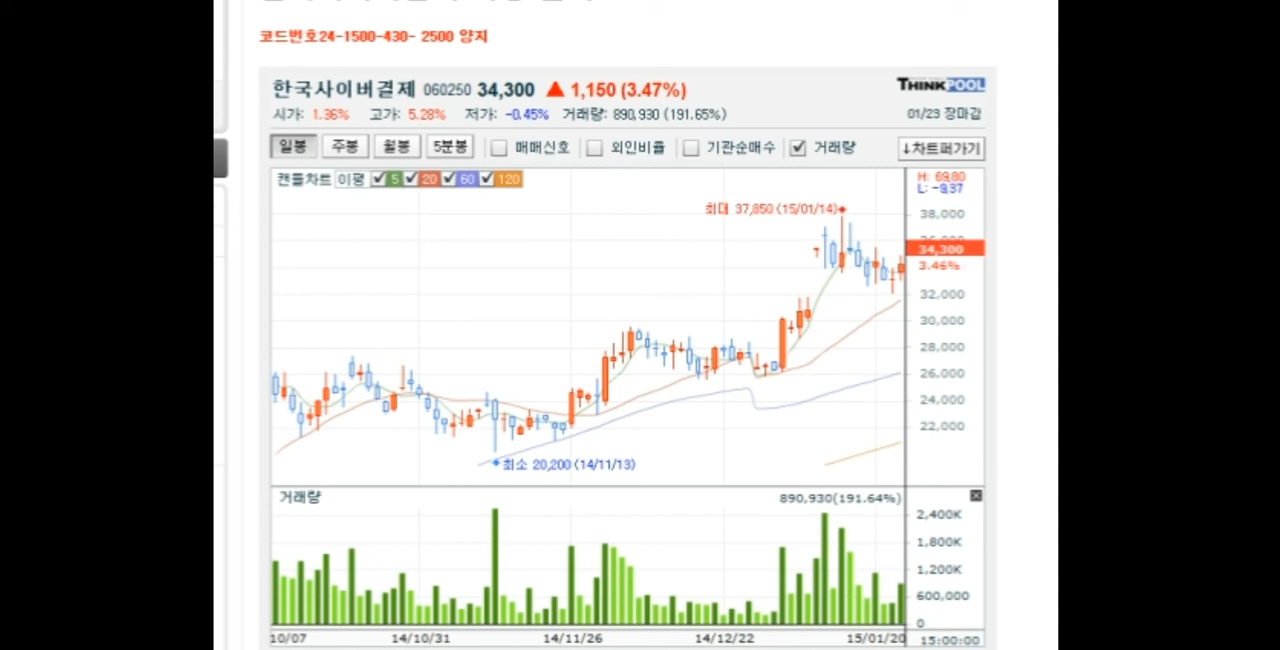 코드번호24-1500-430- 2500 양지
한국사이버결제 060250 34,300 ▲ 1,150 (3.47%)
THINKPOOL
시가: 1.36% 고가: 5.28% 저가: -0.45% 거래량: 890,930 (191.65%)
01/23 장마감
일봉 주봉 월봉 5분봉 매매신호 외인비율 기관순매수 거래량 ↓차트퍼가기
캔들차트 이평 5 20 60 120
H: 69.80
L: -9.37
최대 37,850 (15/01/14)
38,000
34,300
3.46%
32,000
30,000
28,000
26,000
24,000
22,000
최소 20,200 (14/11/13)
거래량 890,930(191.64%)
2,400K
1,800K
1,200K
600,000
0
10/07 14/10/31 14/11/26 14/12/22 15/01/20 15:00:00